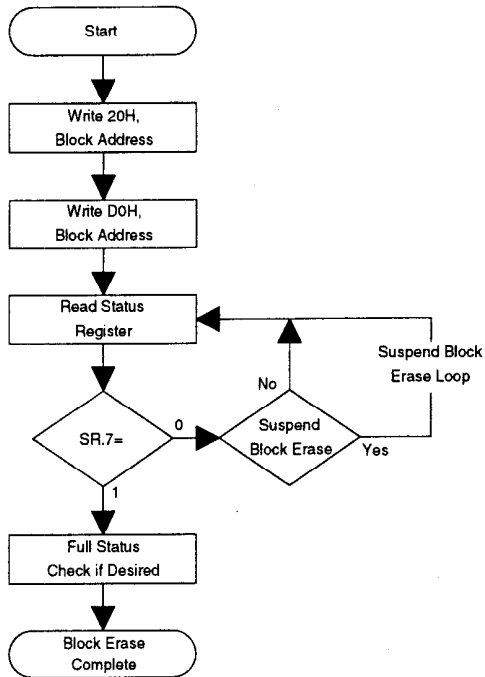 Start
Write 20H,
Block Address
Write D0H,
Block Address
Read Status
Register
Suspend Block
Erase Loop
No
SR.7=
0
Suspend
Block Erase
Yes
1
Full Status
Check if Desired
Block Erase
Complete